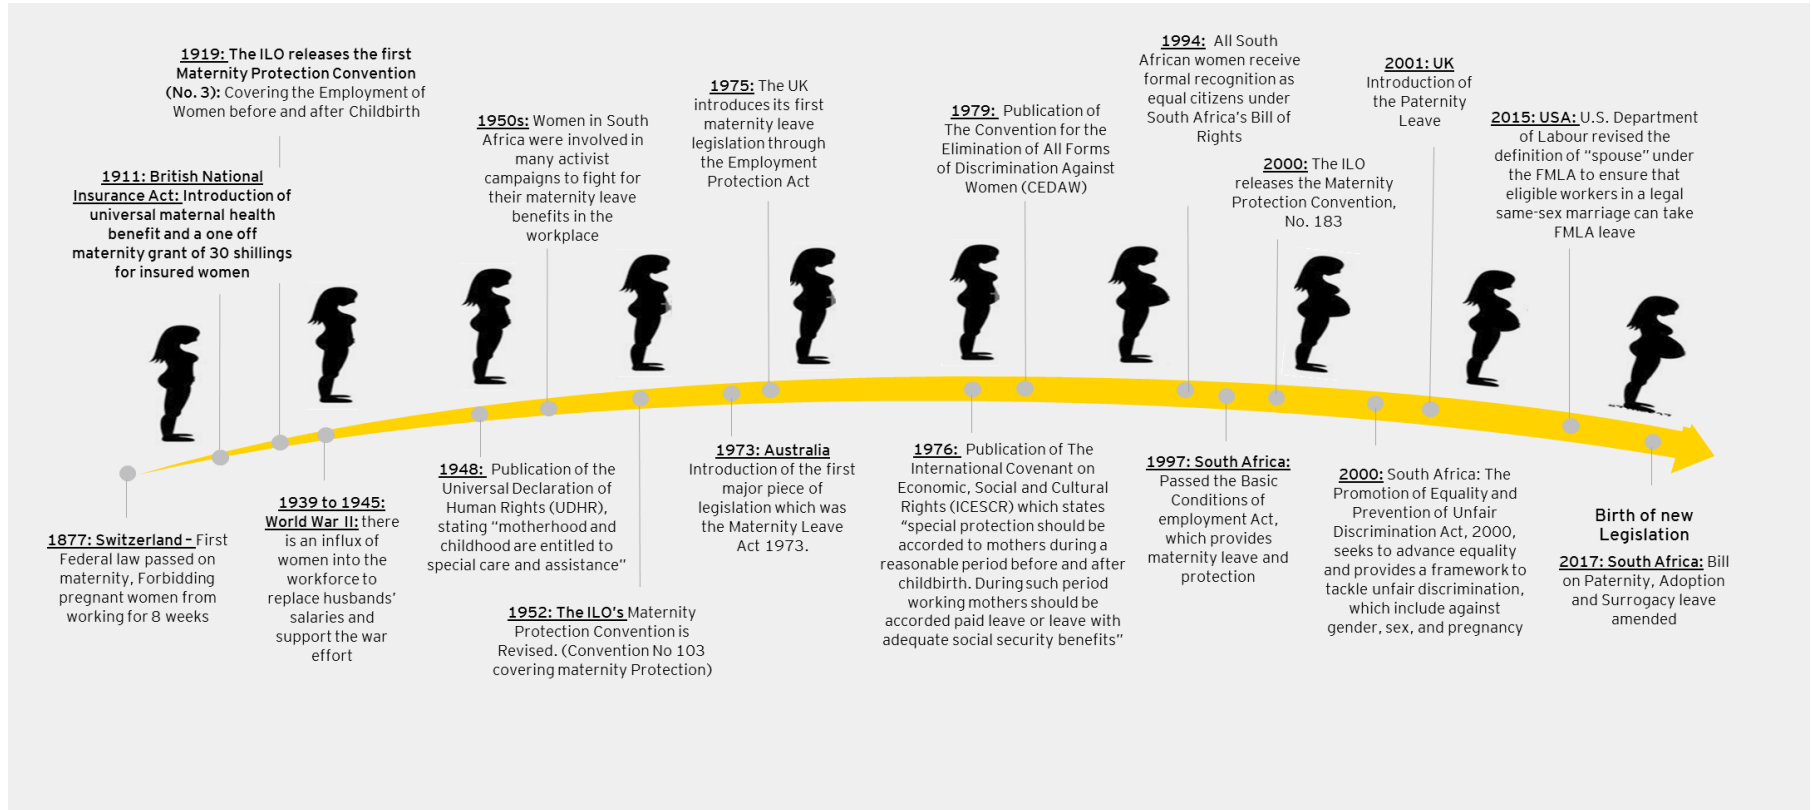 1919: The ILO releases the first
Maternity Protection Convention
(No. 3): Covering the Employment of
Women before and after Childbirth
1911: British National
Insurance Act: Introduction of
universal maternal health
benefit and a one off
maternity grant of 30 shillings
for insured women
1950s: Women in South
Africa were involved in
many activist
campaigns to fight for
their maternity leave
benefits in the
workplace
1975: The UK
introduces its first
maternity leave
legislation through
the Employment
Protection Act
1979: Publication of
The Convention for the
Elimination of All Forms
of Discrimination Against
Women (CEDAW)
1994: All South
African women receive
formal recognition as
equal citizens under
South Africa's Bill of
Rights
2000: The ILO
releases the Maternity
Protection Convention,
No. 183
2001: UK
Introduction of
the Paternity
Leave
2015: USA: U.S. Department
of Labour revised the
definition of "spouse" under
the FMLA to ensure that
eligible workers in a legal
same-sex marriage can take
FMLA leave
1877: Switzerland – First
Federal law passed on
maternity, Forbidding
pregnant women from
working for 8 weeks
1939 to 1945:
World War II: there
is an influx of
women into the
workforce to
replace husbands'
salaries and
support the war
effort
1948: Publication of the
Universal Declaration of
Human Rights (UDHR),
stating "motherhood and
childhood are entitled to
special care and assistance"
1952: The ILO's Maternity
Protection Convention is
Revised. (Convention No 103
covering maternity Protection)
1973: Australia
Introduction of the first
major piece of
legislation which was
the Maternity Leave
Act 1973.
1976: Publication of The
International Covenant on
Economic, Social and Cultural
Rights (ICESCR) which states
"special protection should be
accorded to mothers during a
reasonable period before and after
childbirth. During such period
working mothers should be
accorded paid leave or leave with
adequate social security benefits"
1997: South Africa:
Passed the Basic
Conditions of
employment Act,
which provides
maternity leave and
protection
2000: South Africa: The
Promotion of Equality and
Prevention of Unfair
Discrimination Act, 2000,
seeks to advance equality
and provides a framework to
tackle unfair discrimination,
which include against
gender, sex, and pregnancy
Birth of new
Legislation
2017: South Africa: Bill
on Paternity, Adoption
and Surrogacy leave
amended